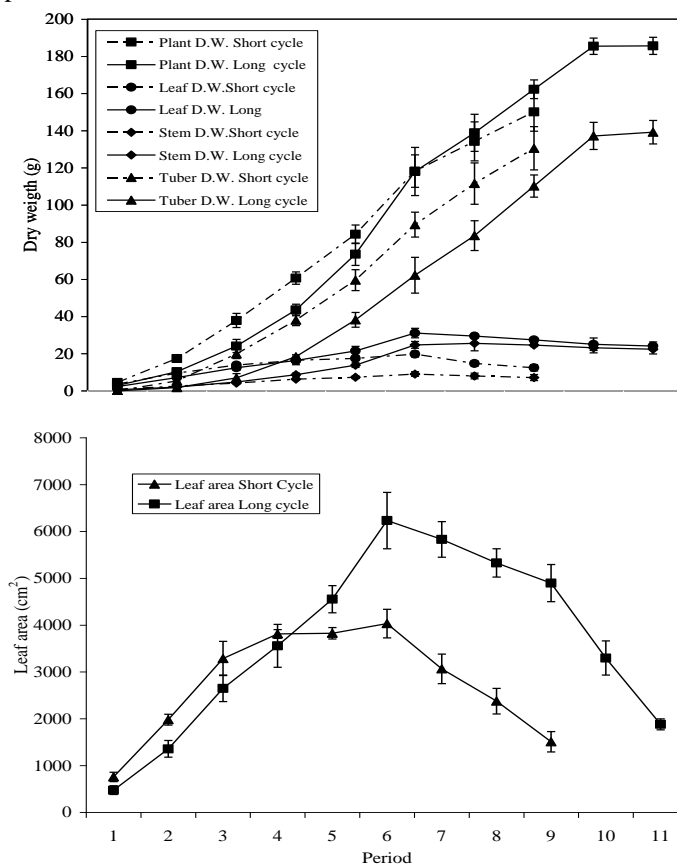 200
180
160
140
120
100
80
60
40
20
0
Dry weigth (g)
Plant D.W. Short cycle
Plant D.W. Long cycle
Leaf D.W.Short cycle
Leaf D.W. Long
Stem D.W.Short cycle
Stem D.W. Long cycle
Tuber D.W. Short cycle
Tuber D.W. Long cycle
8000
7000
6000
5000
4000
3000
2000
1000
0
Leaf area (cm²)
Leaf area Short Cycle
Leaf area Long cycle
1 2 3 4 5 6 7 8 9 10 11
Period